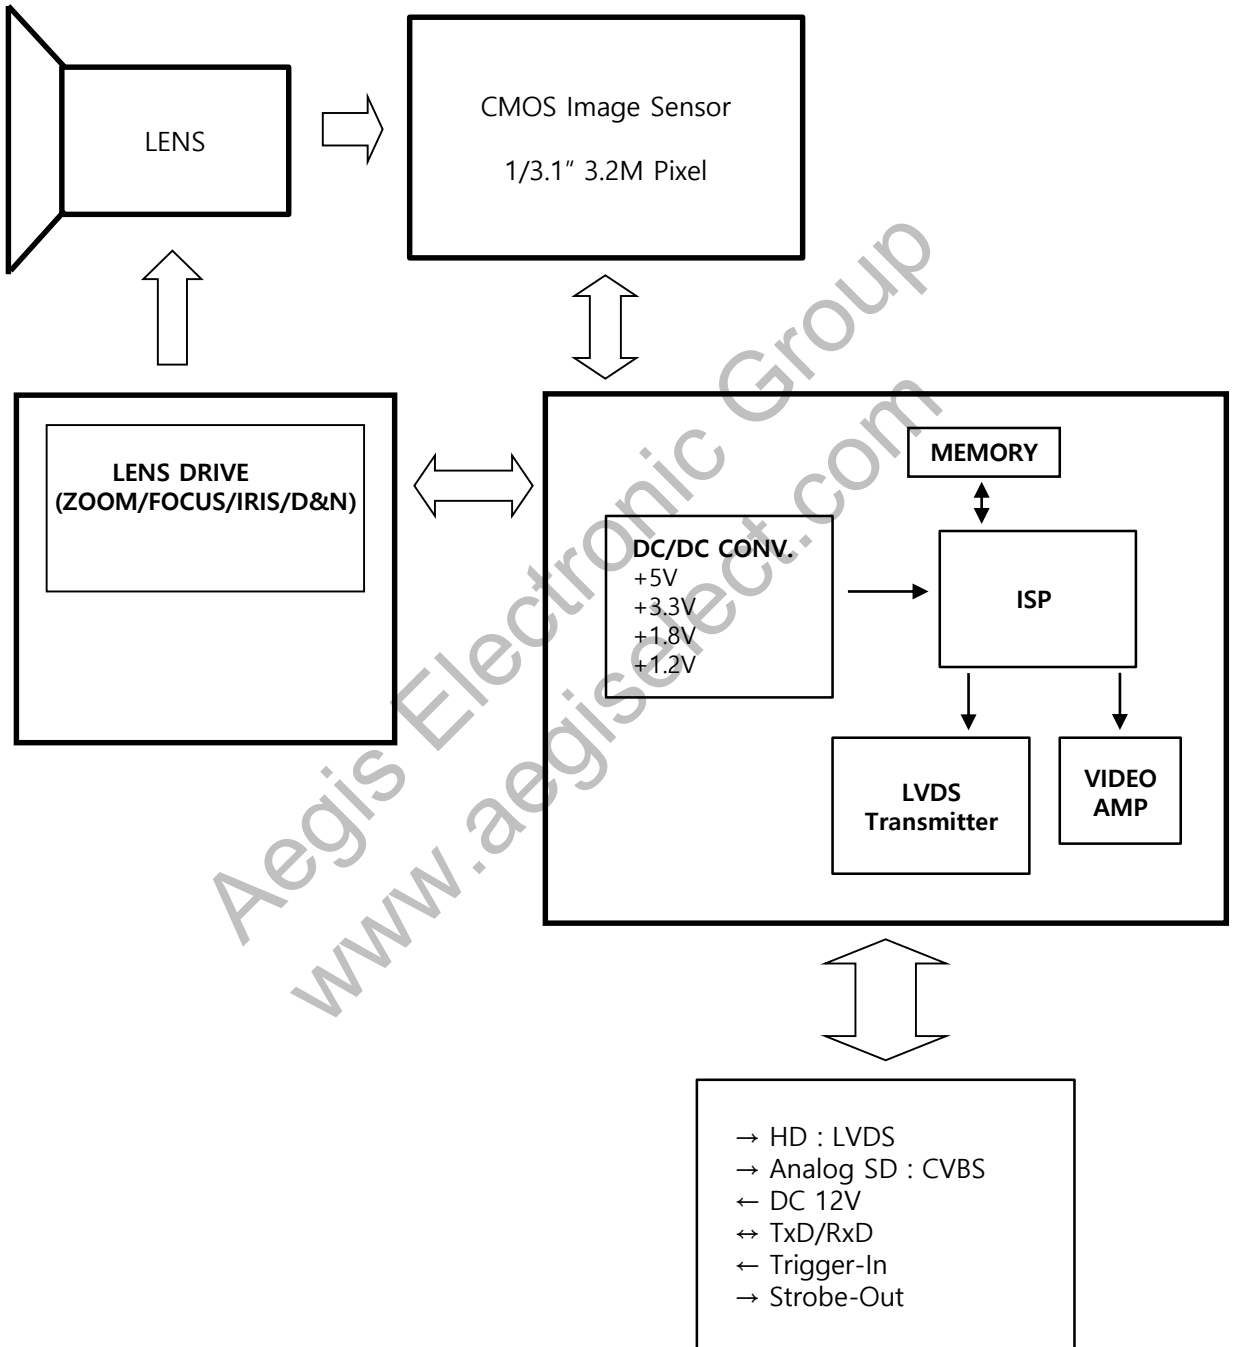 LENS
CMOS Image Sensor
1/3.1" 3.2M Pixel
LENS DRIVE
(ZOOM/FOCUS/IRIS/D&N)
MEMORY
DC/DC CONV.
+5V
+3.3V
+1.8V
+1.2V
ISP
LVDS
Transmitter
VIDEO
AMP
→ HD : LVDS
→ Analog SD : CVBS
← DC 12V
↔ TxD/RxD
← Trigger-In
→ Strobe-Out
Aegis Electronic Group
www.aegiselect.com